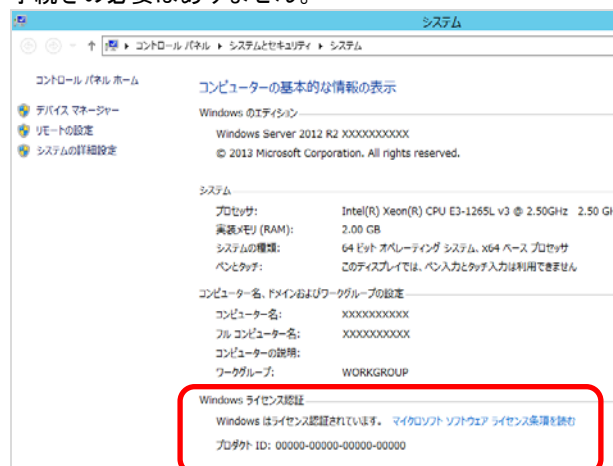 手続きの必要はありません。
システム
コントロール パネル ▸ システムとセキュリティ ▸ システム
コントロール パネル ホーム
デバイス マネージャー
リモートの設定
システムの詳細設定
コンピューターの基本的な情報の表示
Windows のエディション
Windows Server 2012 R2 XXXXXXXXXX
© 2013 Microsoft Corporation. All rights reserved.
システム
プロセッサ: Intel(R) Xeon(R) CPU E3-1265L v3 @ 2.50GHz 2.50 GH
実装メモリ (RAM): 2.00 GB
システムの種類: 64 ビット オペレーティング システム、x64 ベース プロセッサ
ペンとタッチ: このディスプレイでは、ペン入力とタッチ入力は利用できません
コンピューター名、ドメインおよびワークグループの設定
コンピューター名: XXXXXXXXXX
フル コンピューター名: XXXXXXXXXX
コンピューターの説明:
ワークグループ: WORKGROUP
Windows ライセンス認証
Windows はライセンス認証されています。 マイクロソフト ソフトウェア ライセンス条項を読む
プロダクト ID: 00000-00000-00000-00000